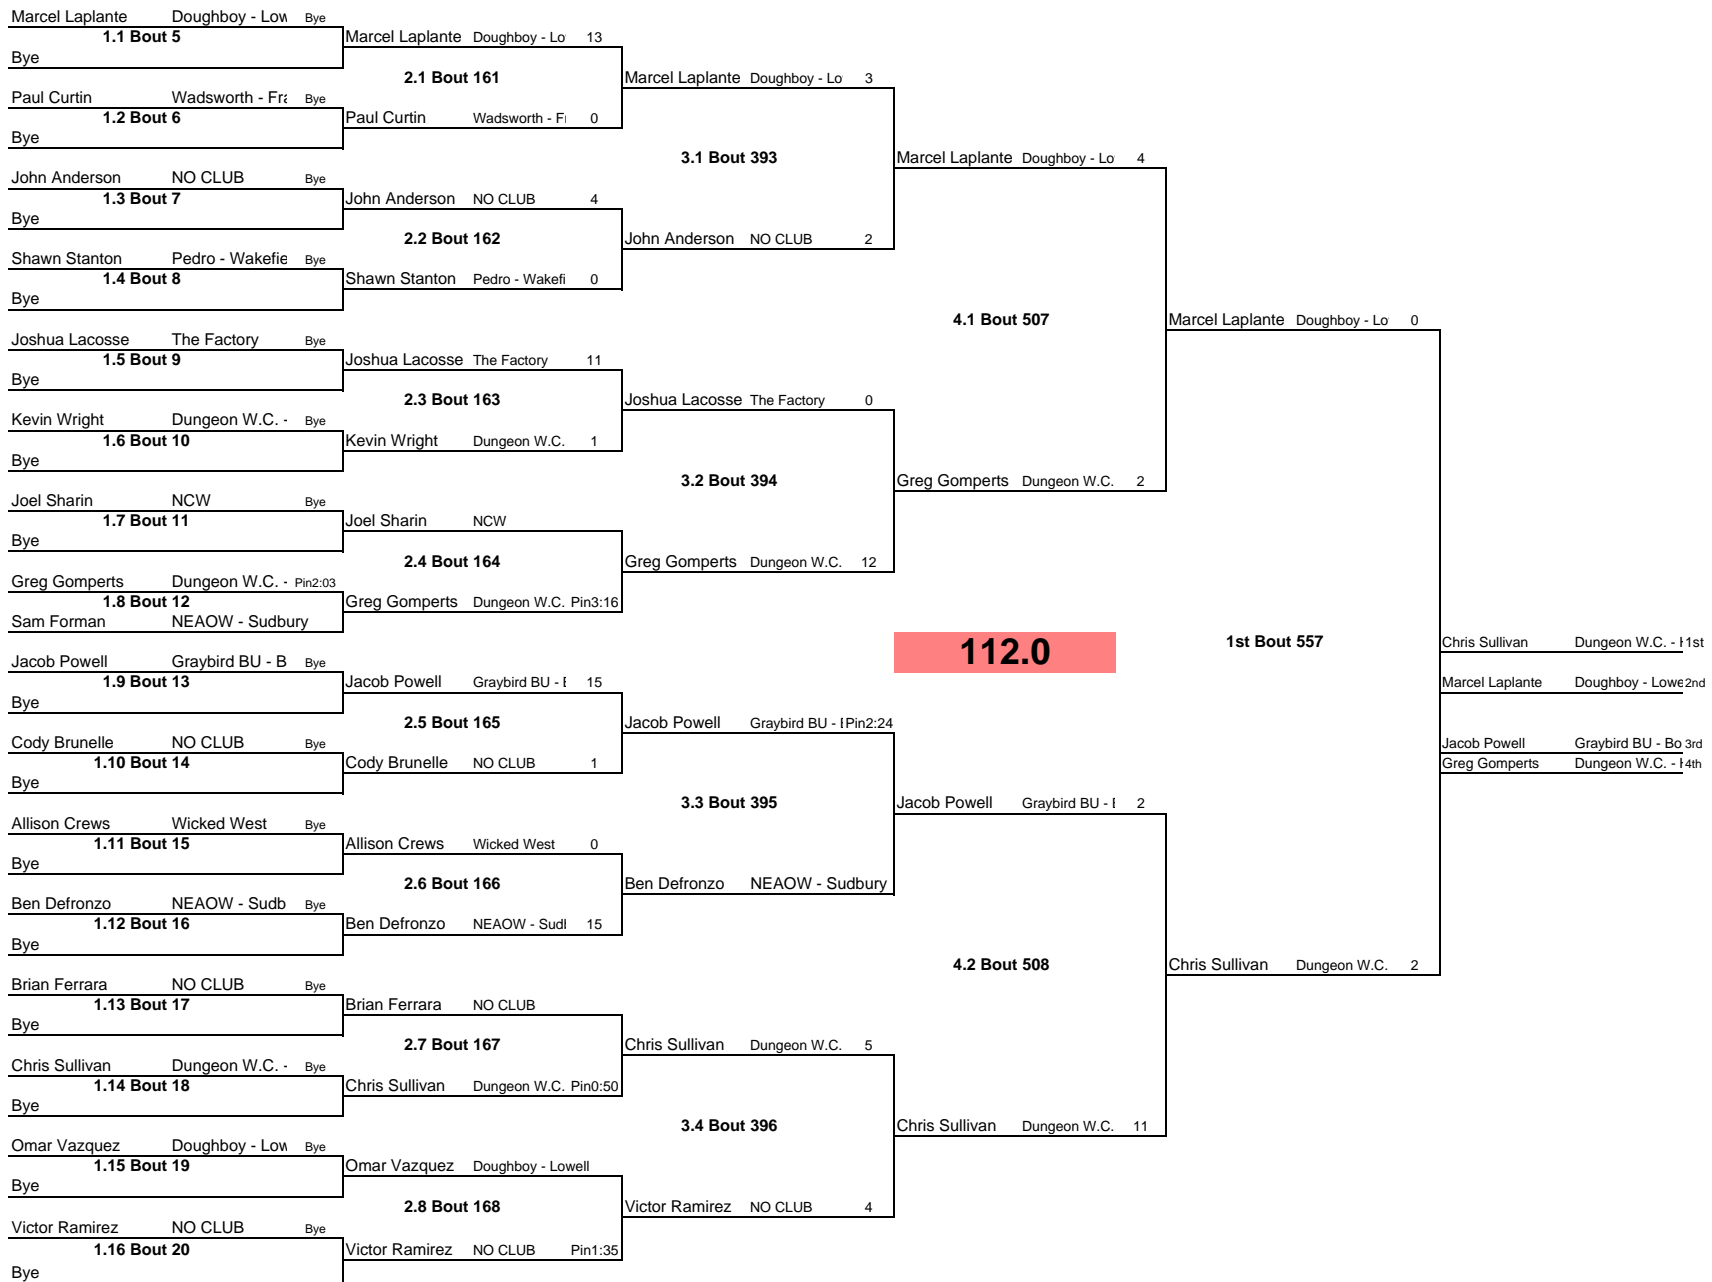 Marcel Laplante Doughboy - Low Bye
1.1 Bout 5
Bye
Paul Curtin Wadsworth - Fra Bye
1.2 Bout 6
Bye
John Anderson NO CLUB Bye
1.3 Bout 7
Bye
Shawn Stanton Pedro - Wakefie Bye
1.4 Bout 8
Bye
Joshua Lacosse The Factory Bye
1.5 Bout 9
Bye
Kevin Wright Dungeon W.C. - Bye
1.6 Bout 10
Bye
Joel Sharin NCW Bye
1.7 Bout 11
Bye
Greg Gomperts Dungeon W.C. - Pin2:03
1.8 Bout 12
Sam Forman NEAOW - Sudbury
Jacob Powell Graybird BU - B Bye
1.9 Bout 13
Bye
Cody Brunelle NO CLUB Bye
1.10 Bout 14
Bye
Allison Crews Wicked West Bye
1.11 Bout 15
Bye
Ben Defronzo NEAOW - Sudb Bye
1.12 Bout 16
Bye
Brian Ferrara NO CLUB Bye
1.13 Bout 17
Bye
Chris Sullivan Dungeon W.C. - Bye
1.14 Bout 18
Bye
Omar Vazquez Doughboy - Low Bye
1.15 Bout 19
Bye
Victor Ramirez NO CLUB Bye
1.16 Bout 20
Bye
Marcel Laplante Doughboy - Lo 13
2.1 Bout 161
Paul Curtin Wadsworth - F 0
John Anderson NO CLUB 4
2.2 Bout 162
Shawn Stanton Pedro - Wakefi 0
Joshua Lacosse The Factory 11
2.3 Bout 163
Kevin Wright Dungeon W.C. 1
Joel Sharin NCW
2.4 Bout 164
Greg Gomperts Dungeon W.C. Pin3:16
Jacob Powell Graybird BU - 15
2.5 Bout 165
Cody Brunelle NO CLUB 1
Allison Crews Wicked West 0
2.6 Bout 166
Ben Defronzo NEAOW - Sud 15
Brian Ferrara NO CLUB
2.7 Bout 167
Chris Sullivan Dungeon W.C. Pin0:50
Omar Vazquez Doughboy - Lowell
2.8 Bout 168
Victor Ramirez NO CLUB Pin1:35
Marcel Laplante Doughboy - Lo 3
3.1 Bout 393
John Anderson NO CLUB 2
Joshua Lacosse The Factory 0
3.2 Bout 394
Greg Gomperts Dungeon W.C. 12
Jacob Powell Graybird BU - Pin2:24
3.3 Bout 395
Ben Defronzo NEAOW - Sudbury
Chris Sullivan Dungeon W.C. 5
3.4 Bout 396
Victor Ramirez NO CLUB 4
Marcel Laplante Doughboy - Lo 4
4.1 Bout 507
Greg Gomperts Dungeon W.C. 2
112.0
Jacob Powell Graybird BU - 2
4.2 Bout 508
Chris Sullivan Dungeon W.C. 11
Marcel Laplante Doughboy - Lo 0
1st Bout 557
Chris Sullivan Dungeon W.C. 2
Chris Sullivan Dungeon W.C. - 1st
Marcel Laplante Doughboy - Lowe 2nd
Jacob Powell Graybird BU - Bo 3rd
Greg Gomperts Dungeon W.C. - 4th